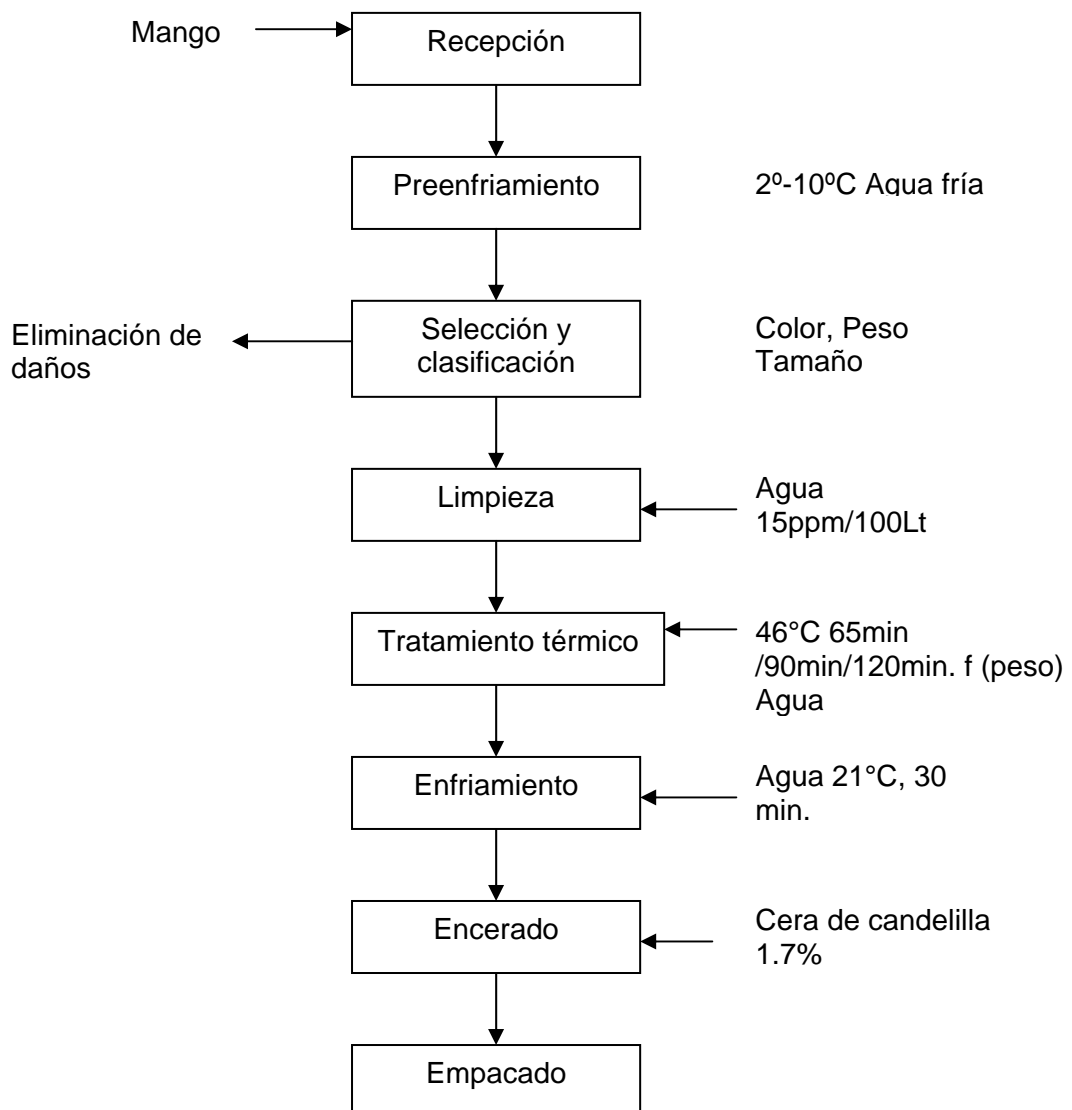 Mango
Recepción
Preenfriamiento
2º-10ºC Agua fría
Eliminación de
daños
Selección y
clasificación
Color, Peso
Tamaño
Limpieza
Agua
15ppm/100Lt
Tratamiento térmico
46°C 65min
/90min/120min. f (peso)
Agua
Enfriamiento
Agua 21°C, 30
min.
Encerado
Cera de candelilla
1.7%
Empacado